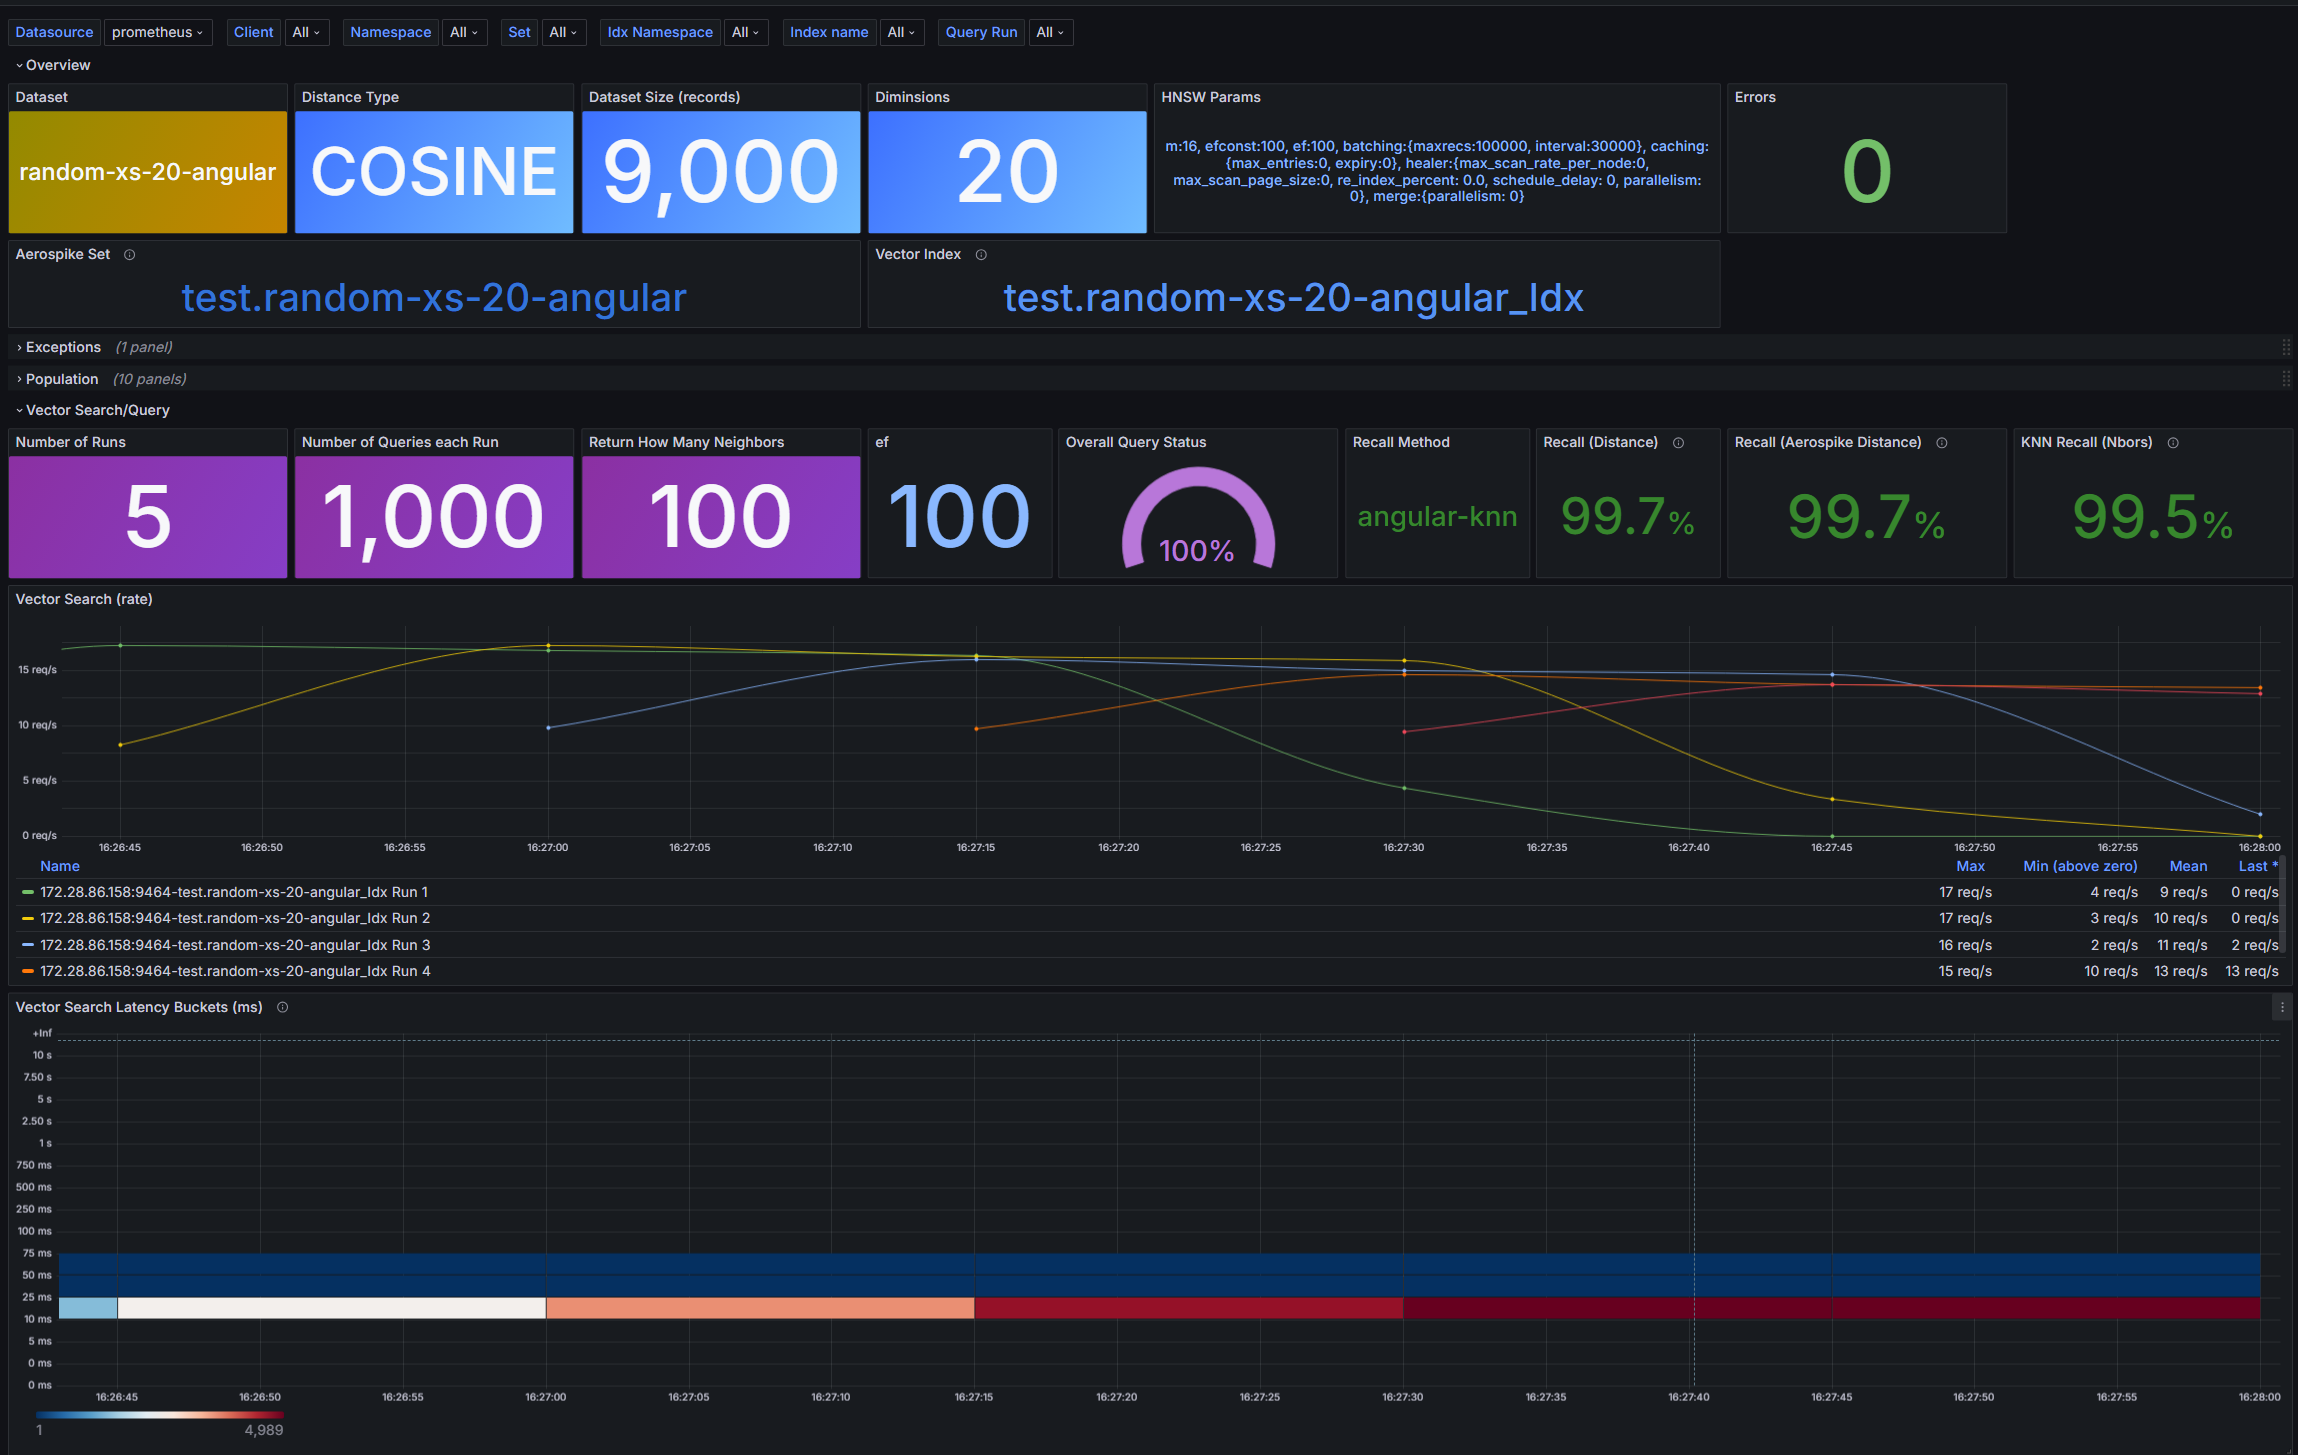 Datasource prometheus Client All Namespace All Set All Idx Namespace All Index name All Query Run All
Overview
Dataset
random-xs-20-angular
Distance Type
COSINE
Dataset Size (records)
9,000
Diminsions
20
HNSW Params
m:16, efconst:100, ef:100, batching:{maxrecs:100000, interval:30000}, caching:
{max_entries:0, expiry:0}, healer:{max_scan_rate_per_node:0,
max_scan_page_size:0, re_index_percent: 0.0, schedule_delay: 0, parallelism:
0}, merge:{parallelism: 0}
Errors
0
Aerospike Set
test.random-xs-20-angular
Vector Index
test.random-xs-20-angular_Idx
Exceptions (1 panel)
Population (10 panels)
Vector Search/Query
Number of Runs
5
Number of Queries each Run
1,000
Return How Many Neighbors
100
ef
100
Overall Query Status
100%
Recall Method
angular-knn
Recall (Distance)
99.7%
Recall (Aerospike Distance)
99.7%
KNN Recall (Nbors)
99.5%
Vector Search (rate)
15 req/s
10 req/s
5 req/s
0 req/s
16:26:45 16:26:50 16:26:55 16:27:00 16:27:05 16:27:10 16:27:15 16:27:20 16:27:25 16:27:30 16:27:35 16:27:40 16:27:45 16:27:50 16:27:55 16:28:00
Name Max Min (above zero) Mean Last *
172.28.86.158:9464-test.random-xs-20-angular_Idx Run 1 17 req/s 4 req/s 9 req/s 0 req/s
172.28.86.158:9464-test.random-xs-20-angular_Idx Run 2 17 req/s 3 req/s 10 req/s 0 req/s
172.28.86.158:9464-test.random-xs-20-angular_Idx Run 3 16 req/s 2 req/s 11 req/s 2 req/s
172.28.86.158:9464-test.random-xs-20-angular_Idx Run 4 15 req/s 10 req/s 13 req/s 13 req/s
Vector Search Latency Buckets (ms)
+Inf
10 s
7.50 s
5 s
2.50 s
1 s
750 ms
500 ms
250 ms
100 ms
75 ms
50 ms
25 ms
10 ms
5 ms
0 ms
0 ms
16:26:45 16:26:50 16:26:55 16:27:00 16:27:05 16:27:10 16:27:15 16:27:20 16:27:25 16:27:30 16:27:35 16:27:40 16:27:45 16:27:50 16:27:55 16:28:00
1 4,989